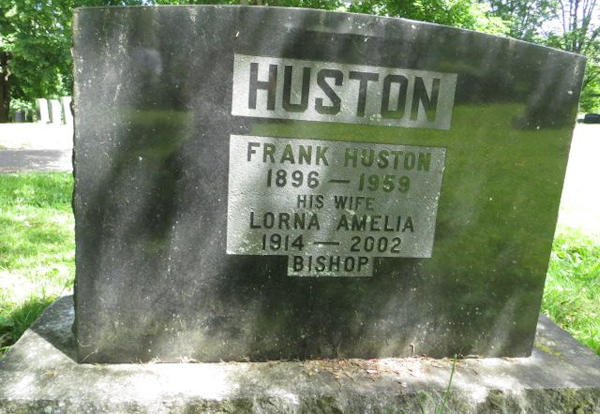 HUSTON
FRANK HUSTON
1896 — 1959
HIS WIFE
LORNA AMELIA
1914 — 2002
BISHOP